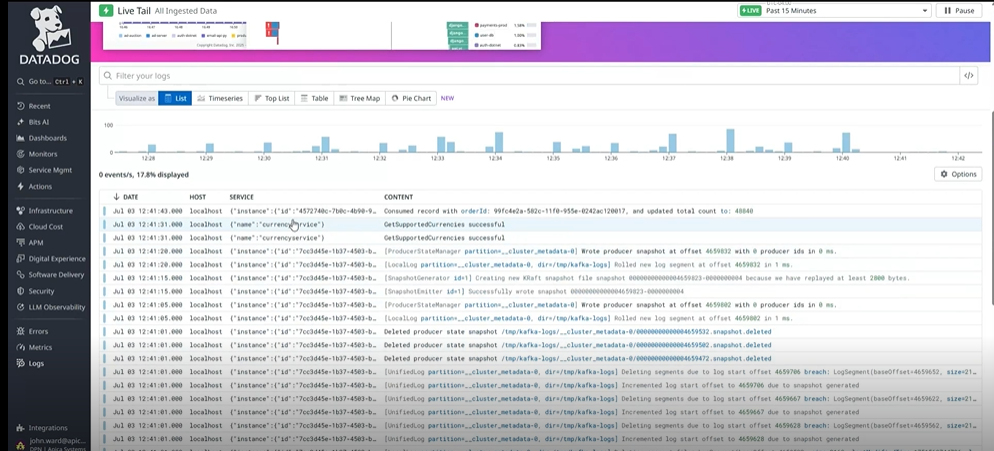 Live Tail All Ingested Data
LIVE Past 15 Minutes
Pause
DATADOG
Go to... Ctrl + K
Recent
Bits AI
Dashboards
Monitors
Service Mgmt
Actions
Infrastructure
Cloud Cost
APM
Digital Experience
Software Delivery
Security
LLM Observability
Errors
Metrics
Logs
Integrations
john.ward@apic...
payments-prod
user-db
auth-dotnet
Filter your logs
</>
Visualize as List Timeseries Top List Table Tree Map Pie Chart NEW
100
0
12:28 12:29 12:30 12:31 12:32 12:33 12:34 12:35 12:36 12:37 12:38 12:39 12:40 12:41 12:42
0 events/s, 17.8% displayed
Options
DATE HOST SERVICE CONTENT
Jul 03 12:41:43.000 localhost {"instance":{"id":"4572740c-7b0c-4b90-9… Consumed record with orderId: 99fc4e2a-582c-11f0-955e-0242ac120017, and updated total count to: 48840
Jul 03 12:41:31.000 localhost {"name":"currencyservice"} GetSupportedCurrencies successful
Jul 03 12:41:31.000 localhost {"name":"currencyservice"} GetSupportedCurrencies successful
Jul 03 12:41:20.000 localhost {"instance":{"id":"7cc3d45e-1b37-4503-b… [ProducerStateManager partition=__cluster_metadata-0] Wrote producer snapshot at offset 4659832 with 0 producer ids in 0 ms.
Jul 03 12:41:20.000 localhost {"instance":{"id":"7cc3d45e-1b37-4503-b… [LocalLog partition=__cluster_metadata-0, dir=/tmp/kafka-logs] Rolled new log segment at offset 4659832 in 1 ms.
Jul 03 12:41:15.000 localhost {"instance":{"id":"7cc3d45e-1b37-4503-b… [SnapshotGenerator id=1] Creating new KRaft snapshot file snapshot 00000000000004659823-0000000004 because we have replayed at least 2000 bytes.
Jul 03 12:41:15.000 localhost {"instance":{"id":"7cc3d45e-1b37-4503-b… [SnapshotEmitter id=1] Successfully wrote snapshot 00000000000004659823-0000000004
Jul 03 12:41:05.000 localhost {"instance":{"id":"7cc3d45e-1b37-4503-b… [ProducerStateManager partition=__cluster_metadata-0] Wrote producer snapshot at offset 4659802 with 0 producer ids in 0 ms.
Jul 03 12:41:05.000 localhost {"instance":{"id":"7cc3d45e-1b37-4503-b… [LocalLog partition=__cluster_metadata-0, dir=/tmp/kafka-logs] Rolled new log segment at offset 4659802 in 1 ms.
Jul 03 12:41:01.000 localhost {"instance":{"id":"7cc3d45e-1b37-4503-b… Deleted producer state snapshot /tmp/kafka-logs/__cluster_metadata-0/00000000000004659532.snapshot.deleted
Jul 03 12:41:01.000 localhost {"instance":{"id":"7cc3d45e-1b37-4503-b… Deleted producer state snapshot /tmp/kafka-logs/__cluster_metadata-0/00000000000004659502.snapshot.deleted
Jul 03 12:41:01.000 localhost {"instance":{"id":"7cc3d45e-1b37-4503-b… Deleted producer state snapshot /tmp/kafka-logs/__cluster_metadata-0/00000000000004659472.snapshot.deleted
Jul 03 12:41:01.000 localhost {"instance":{"id":"7cc3d45e-1b37-4503-b… [UnifiedLog partition=__cluster_metadata-0, dir=/tmp/kafka-logs] Deleting segments due to log start offset 4659706 breach: LogSegment(baseOffset=4659652, size=21…
Jul 03 12:41:01.000 localhost {"instance":{"id":"7cc3d45e-1b37-4503-b… [UnifiedLog partition=__cluster_metadata-0, dir=/tmp/kafka-logs] Incremented log start offset to 4659706 due to snapshot generated
Jul 03 12:41:01.000 localhost {"instance":{"id":"7cc3d45e-1b37-4503-b… [UnifiedLog partition=__cluster_metadata-0, dir=/tmp/kafka-logs] Deleting segments due to log start offset 4659667 breach: LogSegment(baseOffset=4659622, size=21…
Jul 03 12:41:01.000 localhost {"instance":{"id":"7cc3d45e-1b37-4503-b… [UnifiedLog partition=__cluster_metadata-0, dir=/tmp/kafka-logs] Incremented log start offset to 4659667 due to snapshot generated
Jul 03 12:41:01.000 localhost {"instance":{"id":"7cc3d45e-1b37-4503-b… [UnifiedLog partition=__cluster_metadata-0, dir=/tmp/kafka-logs] Deleting segments due to log start offset 4659628 breach: LogSegment(baseOffset=
Jul 03 12:41:01.000 localhost {"instance":{"id":"7cc3d45e-1b37-4503-b… [UnifiedLog partition=__cluster_metadata-0, dir=/tmp/kafka-logs] Incremented log start offset to 4659628 due to snapshot generated